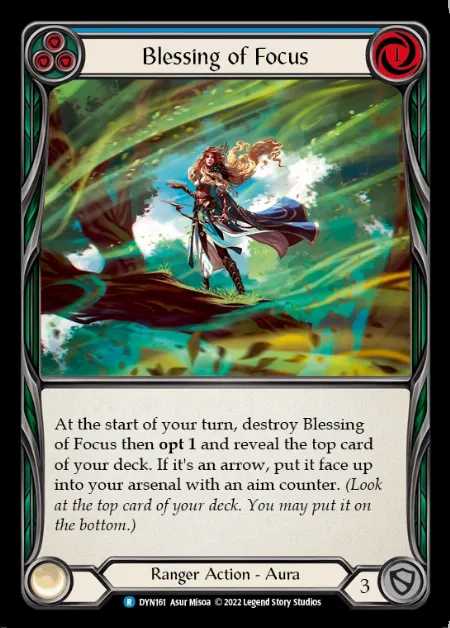 Blessing of Focus
1
At the start of your turn, destroy Blessing
of Focus then opt 1 and reveal the top card
of your deck. If it's an arrow, put it face up
into your arsenal with an aim counter. (Look
at the top card of your deck. You may put it on
the bottom.)
Ranger Action - Aura
3
R DYN161 Asur Misoa © 2022 Legend Story Studios